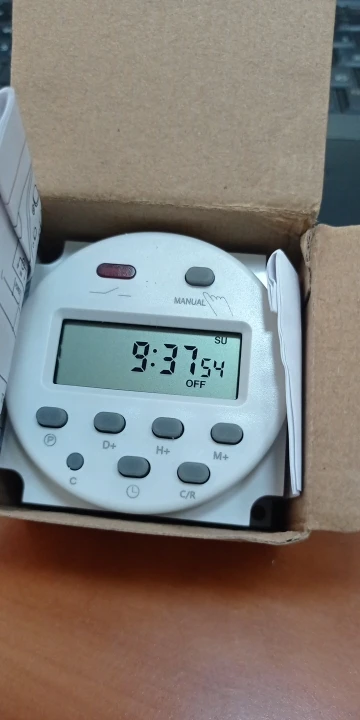 MANUAL
SU
9:37 54
OFF
P
D+
H+
M+
C
C/R